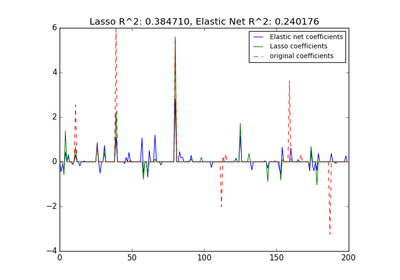 Lasso R^2: 0.384710, Elastic Net R^2: 0.240176
6
4
2
0
−2
−4
Elastic net coefficients
Lasso coefficients
original coefficients
0
50
100
150
200